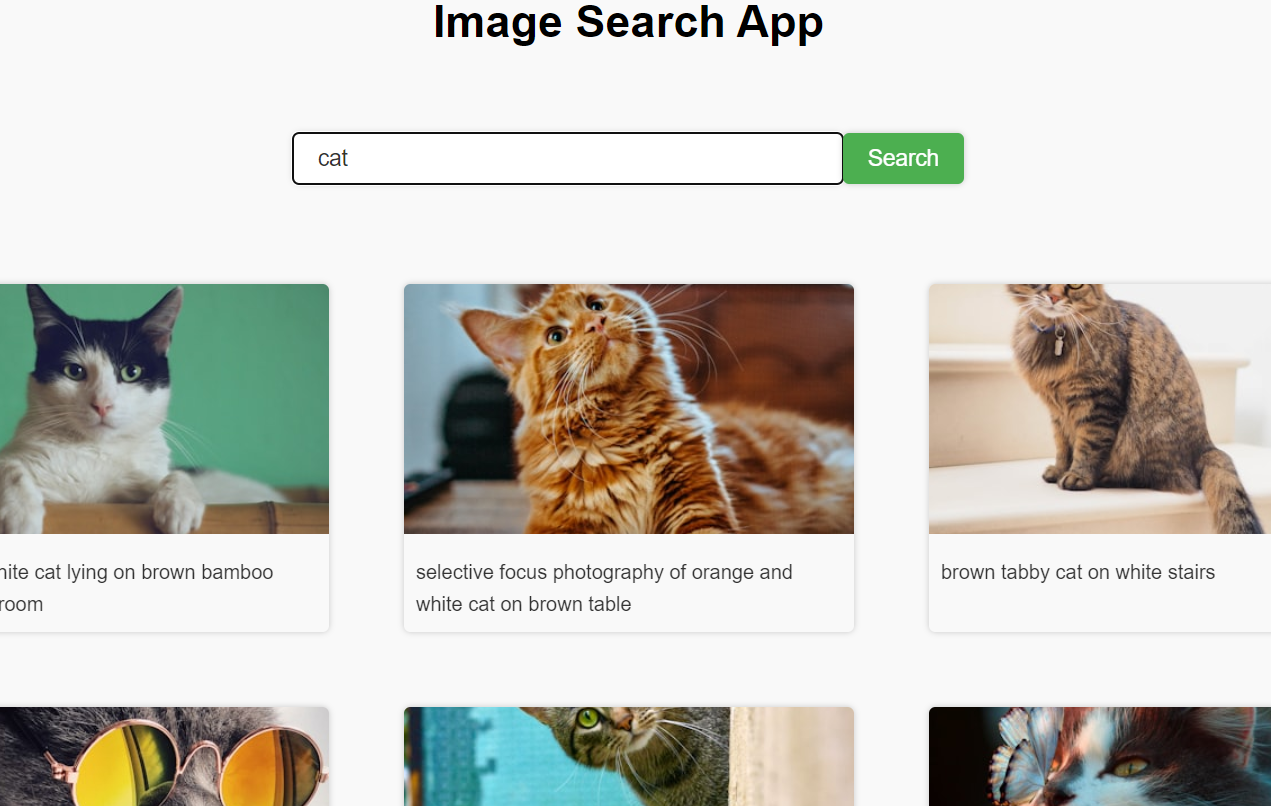 Image Search App
cat
Search
cat lying on brown bamboo
room
selective focus photography of orange and
white cat on brown table
brown tabby cat on white stairs